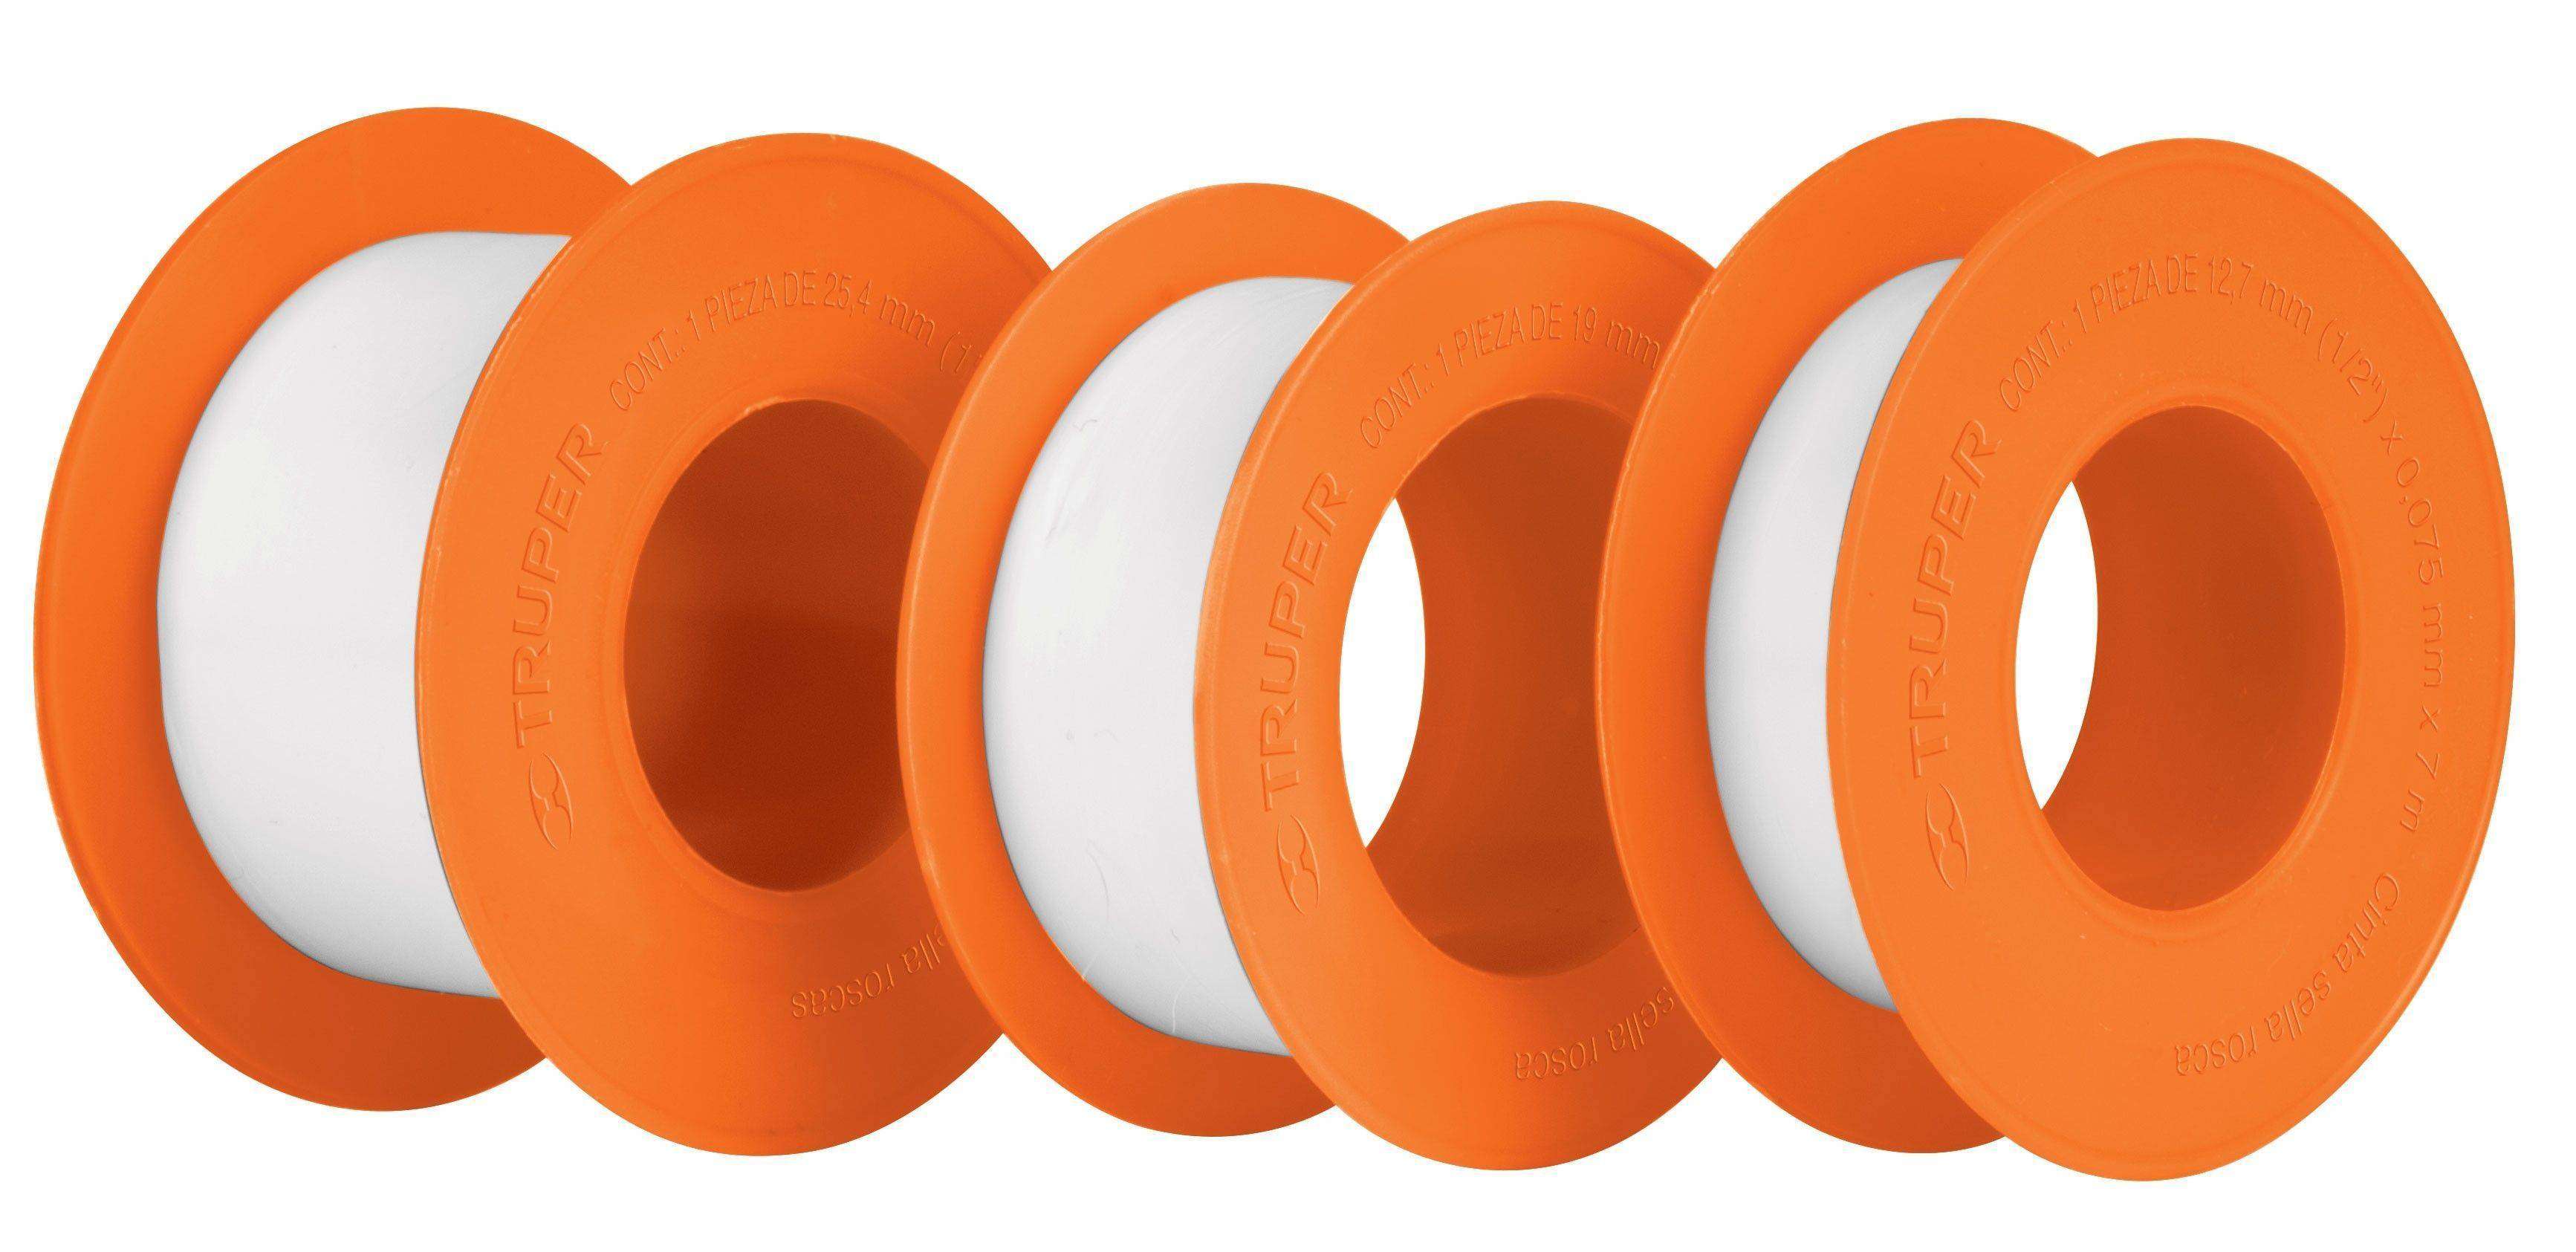 TRUPER
CONT.: 1 PIEZA DE 25,4 mm (1
roscas
TRUPER
CONT.: 1 PIEZA DE 19 mm
sella rosca
TRUPER
CONT.: 1 PIEZA DE 12,7 mm (1/2") x 0,075 mm x 7 m
Cinta sella rosca